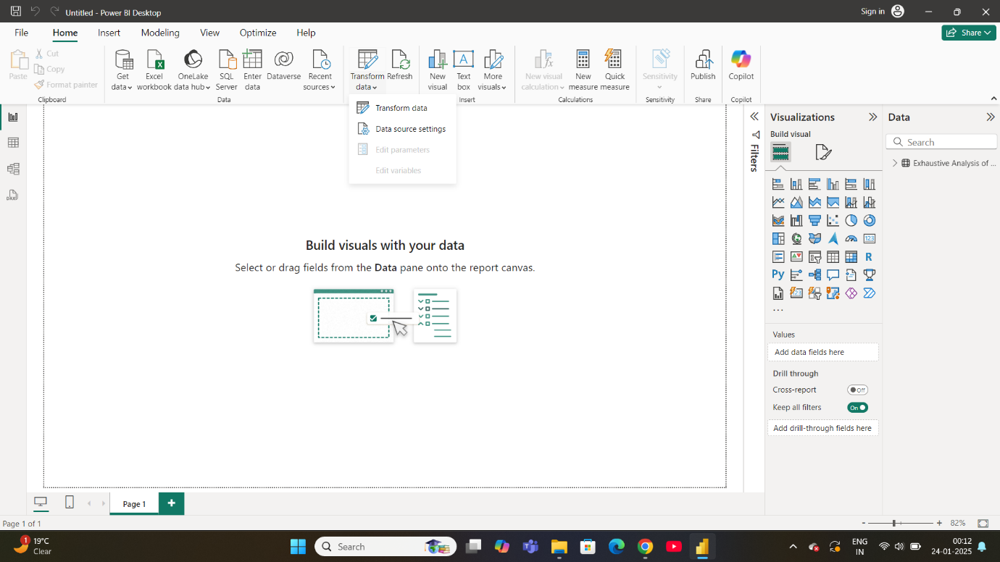 Untitled - Power BI Desktop
Sign in
File
Home
Insert
Modeling
View
Optimize
Help
Share
Paste
Cut
Copy
Format painter
Clipboard
Get
data
Excel
workbook
OneLake
data hub
SQL
Server
Enter
data
Dataverse
Recent
sources
Data
Transform
data
Refresh
New
visual
Text
box
More
visuals
Insert
New visual
calculation
New
measure
Quick
measure
Calculations
Sensitivity
Sensitivity
Publish
Share
Copilot
Copilot
Transform data
Data source settings
Edit parameters
Edit variables
Build visuals with your data
Select or drag fields from the Data pane onto the report canvas.
Filters
Visualizations
Build visual
123
R
Py
123
...
Values
Add data fields here
Drill through
Cross-report
Off
Keep all filters
On
Add drill-through fields here
Data
Search
Exhaustive Analysis of ...
DAX
Page 1
+
Page 1 of 1
- + 82%
1
19°C
Clear
Search
ENG
IN
00:12
24-01-2025